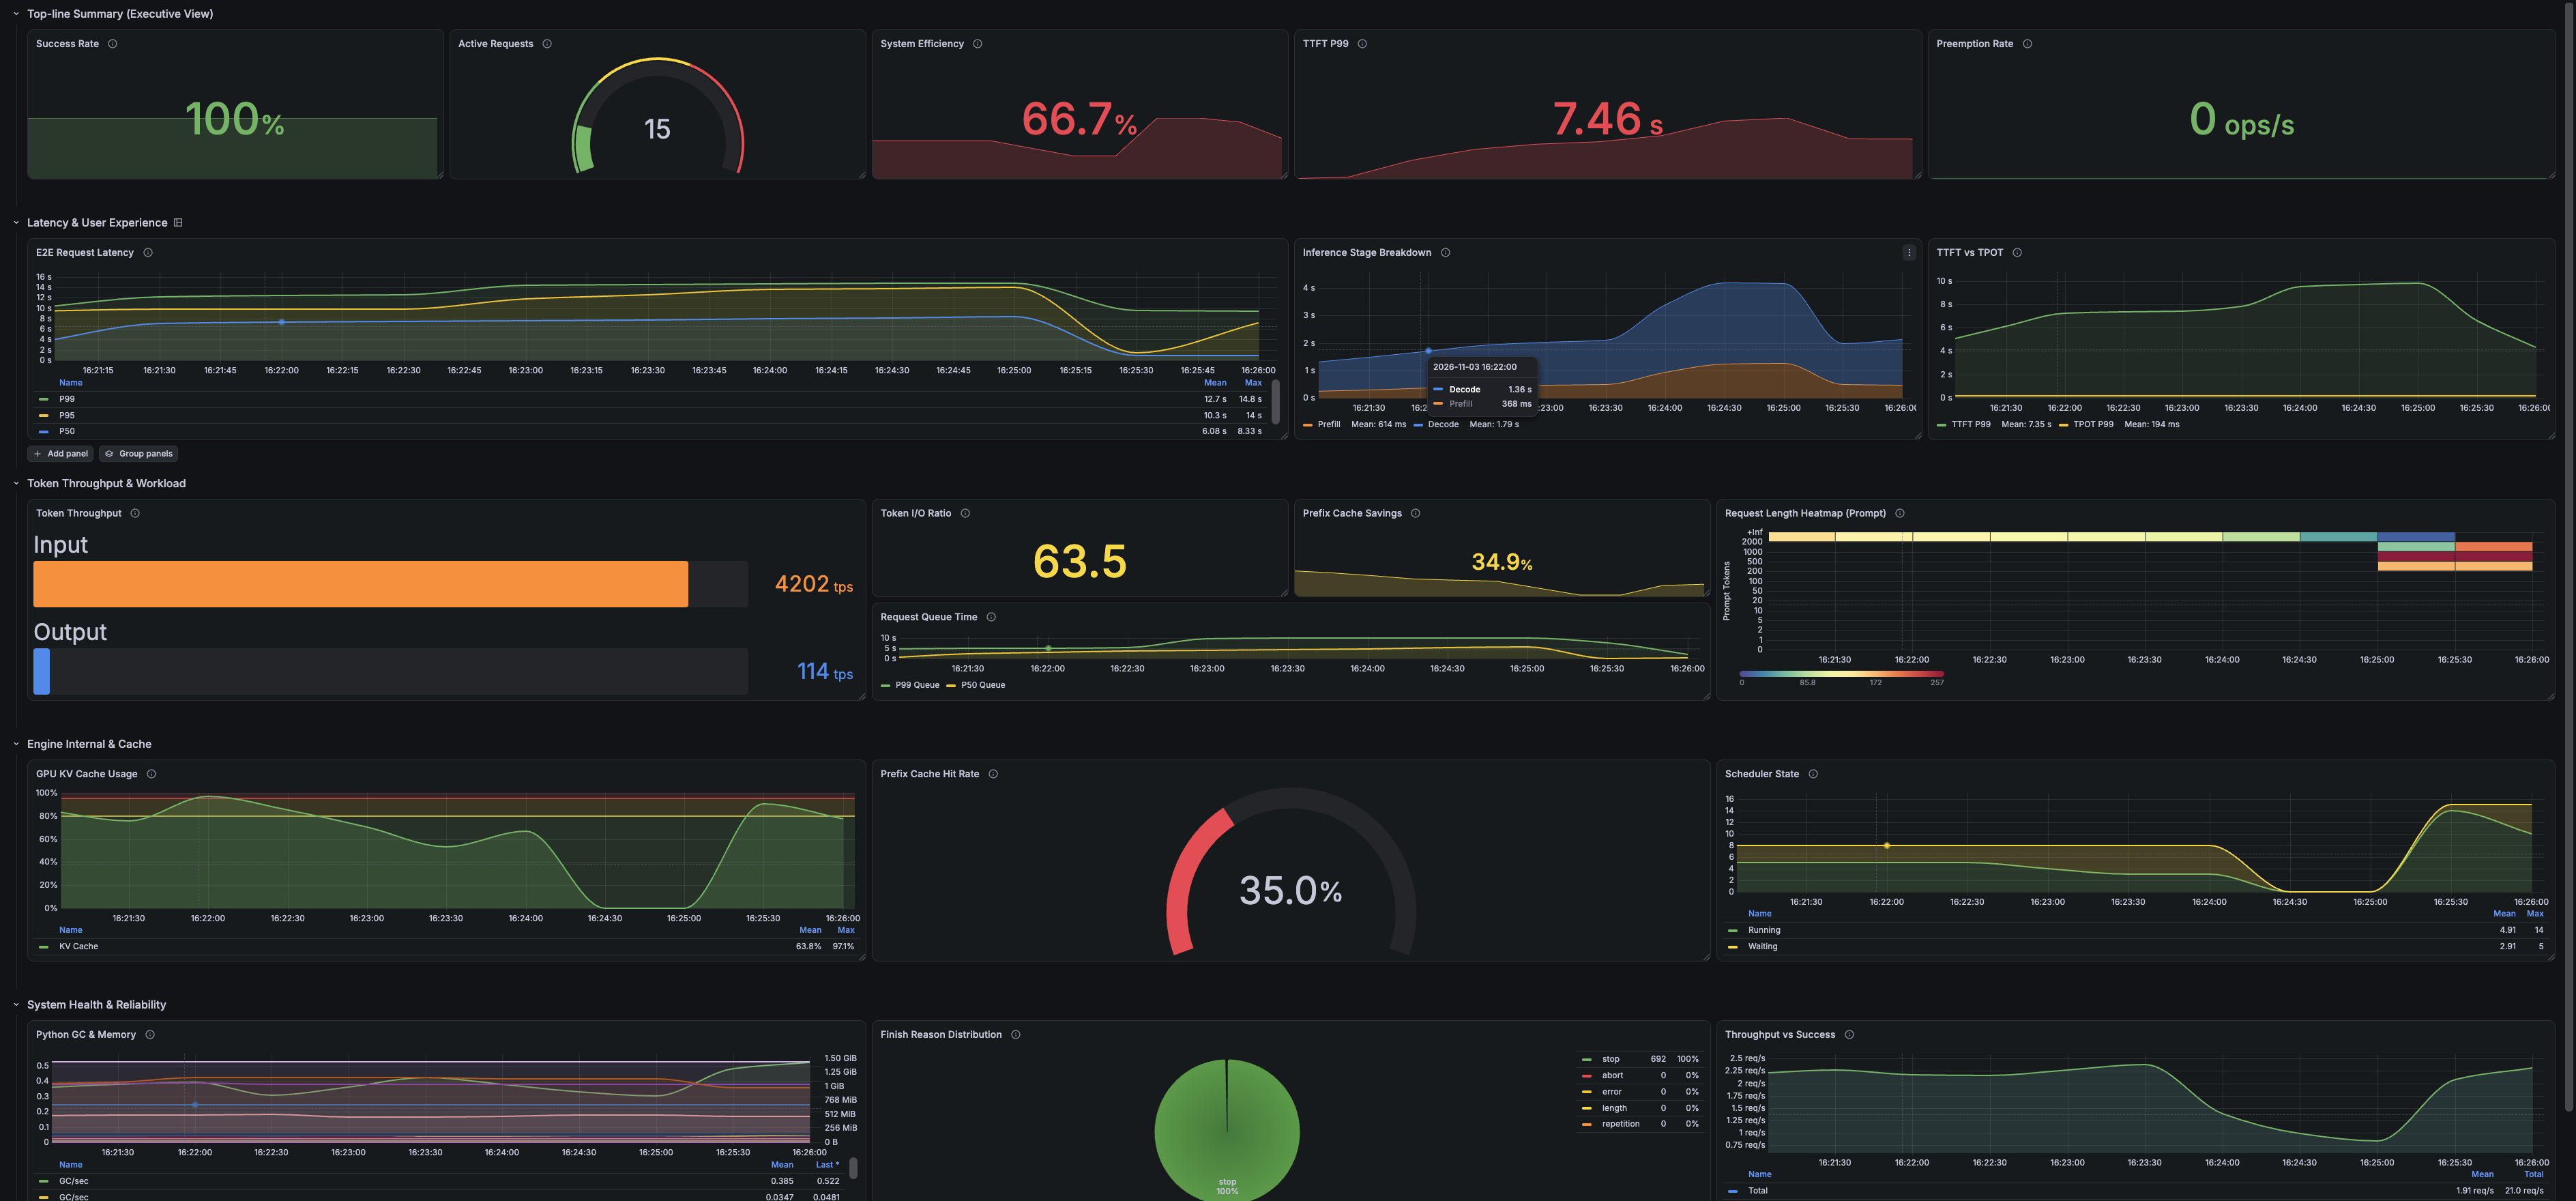 Top-line Summary (Executive View)
Success Rate
100%
Active Requests
15
System Efficiency
66.7%
TTFT P99
7.46 s
Preemption Rate
0 ops/s
Latency & User Experience
E2E Request Latency
16 s
14 s
12 s
10 s
8 s
6 s
4 s
2 s
0 s
16:21:15 16:21:30 16:21:45 16:22:00 16:22:15 16:22:30 16:22:45 16:23:00 16:23:15 16:23:30 16:23:45 16:24:00 16:24:15 16:24:30 16:24:45 16:25:00 16:25:15 16:25:30 16:25:45 16:26:00
Name Mean Max
P99 12.7 s 14.8 s
P95 10.3 s 14 s
P50 6.08 s 8.33 s
Inference Stage Breakdown
4 s
3 s
2 s
1 s
0 s
2026-11-03 16:22:00
Decode 1.36 s
Prefill 368 ms
16:21:30 16:2 :23:00 16:23:30 16:24:00 16:24:30 16:25:00 16:25:30 16:26:0
Prefill Mean: 614 ms Decode Mean: 1.79 s
TTFT vs TPOT
10 s
8 s
6 s
4 s
2 s
0 s
16:21:30 16:22:00 16:22:30 16:23:00 16:23:30 16:24:00 16:24:30 16:25:00 16:25:30 16:26:0
TTFT P99 Mean: 7.35 s TPOT P99 Mean: 194 ms
Add panel Group panels
Token Throughput & Workload
Token Throughput
Input
4202 tps
Output
114 tps
Token I/O Ratio
63.5
Prefix Cache Savings
34.9%
Request Queue Time
10 s
5 s
0 s
16:21:30 16:22:00 16:22:30 16:23:00 16:23:30 16:24:00 16:24:30 16:25:00 16:25:30 16:26:00
P99 Queue P50 Queue
Request Length Heatmap (Prompt)
Prompt Tokens
+Inf
2000
1000
500
200
100
50
20
10
5
2
1
0
16:21:30 16:22:00 16:22:30 16:23:00 16:23:30 16:24:00 16:24:30 16:25:00 16:25:30 16:26:00
0 85.8 172 257
Engine Internal & Cache
GPU KV Cache Usage
100%
80%
60%
40%
20%
0%
16:21:30 16:22:00 16:22:30 16:23:00 16:23:30 16:24:00 16:24:30 16:25:00 16:25:30 16:26:00
Name Mean Max
KV Cache 63.8% 97.1%
Prefix Cache Hit Rate
35.0%
Scheduler State
16
14
12
10
8
6
4
2
0
16:21:30 16:22:00 16:22:30 16:23:00 16:23:30 16:24:00 16:24:30 16:25:00 16:25:30 16:26:00
Name Mean Max
Running 4.91 14
Waiting 2.91 5
System Health & Reliability
Python GC & Memory
0.5
0.4
0.3
0.2
0.1
0
1.50 GiB
1.25 GiB
1 GiB
768 MiB
512 MiB
256 MiB
0 B
16:21:30 16:22:00 16:22:30 16:23:00 16:23:30 16:24:00 16:24:30 16:25:00 16:25:30 16:26:00
Name Mean Last *
GC/sec 0.385 0.522
GC/sec 0.0347 0.0481
Finish Reason Distribution
stop
100%
stop 692 100%
abort 0 0%
error 0 0%
length 0 0%
repetition 0 0%
Throughput vs Success
2.5 req/s
2.25 req/s
2 req/s
1.75 req/s
1.5 req/s
1.25 req/s
1 req/s
0.75 req/s
16:21:30 16:22:00 16:22:30 16:23:00 16:23:30 16:24:00 16:24:30 16:25:00 16:25:30 16:26:00
Name Mean Total
Total 1.91 req/s 21.0 req/s